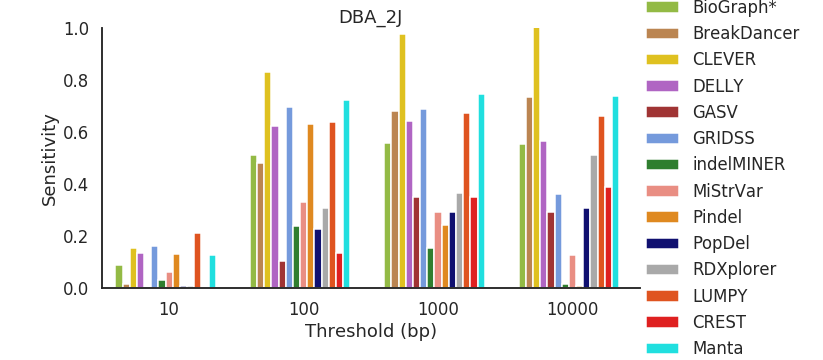 DBA_2J
Sensitivity
1.0
0.8
0.6
0.4
0.2
0.0
10
100
1000
10000
Threshold (bp)
BioGraph*
BreakDancer
CLEVER
DELLY
GASV
GRIDSS
indelMINER
MiStrVar
Pindel
PopDel
RDXplorer
LUMPY
CREST
Manta